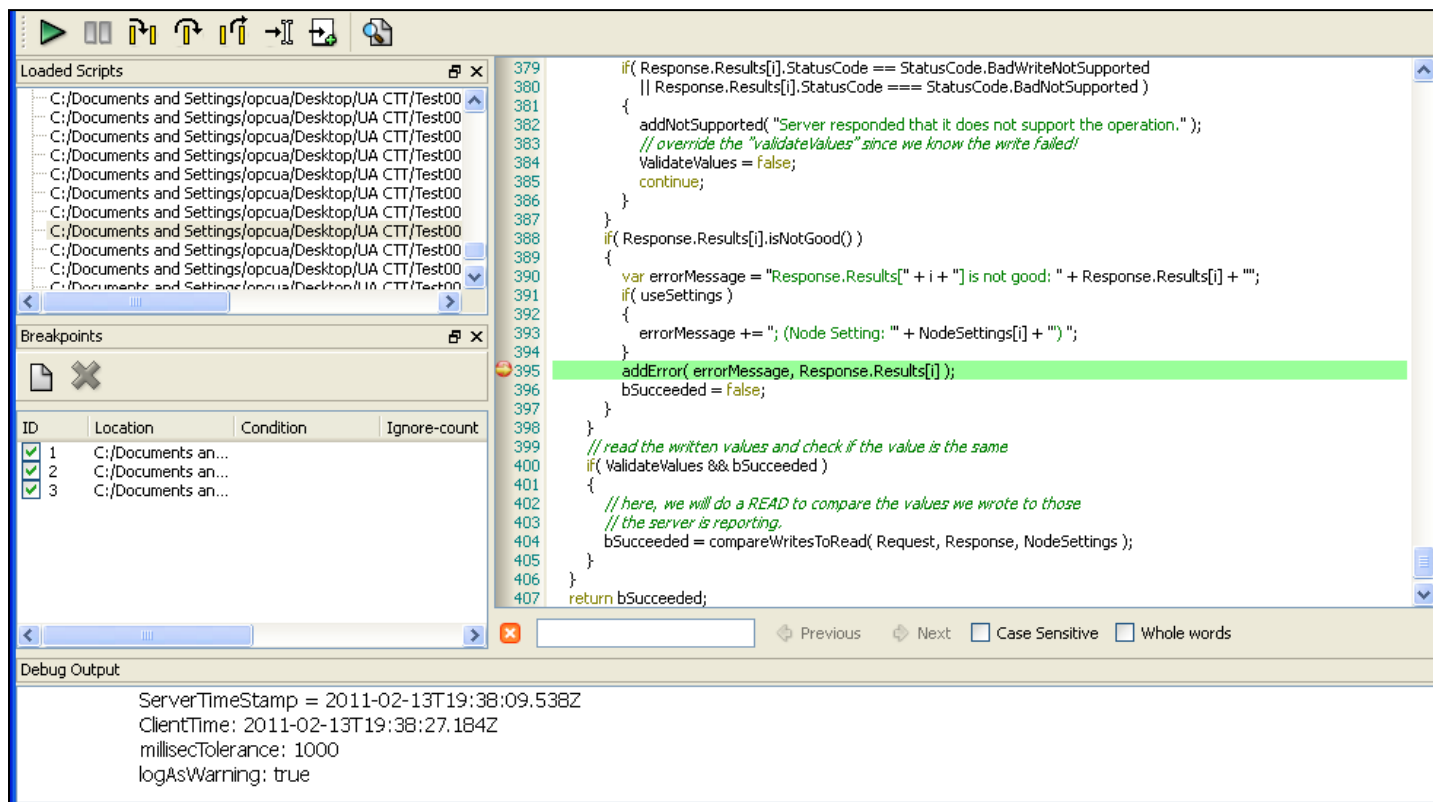 Loaded Scripts
C:/Documents and Settings/opcua/Desktop/UA CTT/Test00
C:/Documents and Settings/opcua/Desktop/UA CTT/Test00
C:/Documents and Settings/opcua/Desktop/UA CTT/Test00
C:/Documents and Settings/opcua/Desktop/UA CTT/Test00
C:/Documents and Settings/opcua/Desktop/UA CTT/Test00
C:/Documents and Settings/opcua/Desktop/UA CTT/Test00
C:/Documents and Settings/opcua/Desktop/UA CTT/Test00
C:/Documents and Settings/opcua/Desktop/UA CTT/Test00
C:/Documents and Settings/opcua/Desktop/UA CTT/Test00
C:/Documents and Settings/opcua/Desktop/UA CTT/Test00
C:/Documents and Settings/opcua/Desktop/UA CTT/Test00
Breakpoints
ID Location Condition Ignore-count
1 C:/Documents an...
2 C:/Documents an...
3 C:/Documents an...
379 if( Response.Results[i].StatusCode == StatusCode.BadWriteNotSupported
380 || Response.Results[i].StatusCode === StatusCode.BadNotSupported )
381 {
382 addNotSupported( "Server responded that it does not support the operation." );
383 // override the "validateValues" since we know the write failed!
384 ValidateValues = false;
385 continue;
386 }
387 }
388 if( Response.Results[i].isNotGood() )
389 {
390 var errorMessage = "Response.Results[" + i + "] is not good: " + Response.Results[i] + "";
391 if( useSettings )
392 {
393 errorMessage += "; (Node Setting: '" + NodeSettings[i] + "') ";
394 }
395 addError( errorMessage, Response.Results[i] );
396 bSucceeded = false;
397 }
398 }
399 // read the written values and check if the value is the same
400 if( ValidateValues && bSucceeded )
401 {
402 // here, we will do a READ to compare the values we wrote to those
403 // the server is reporting.
404 bSucceeded = compareWritesToRead( Request, Response, NodeSettings );
405 }
406 }
407 return bSucceeded;
Previous Next Case Sensitive Whole words
Debug Output
ServerTimeStamp = 2011-02-13T19:38:09.538Z
ClientTime: 2011-02-13T19:38:27.184Z
millisecTolerance: 1000
logAsWarning: true